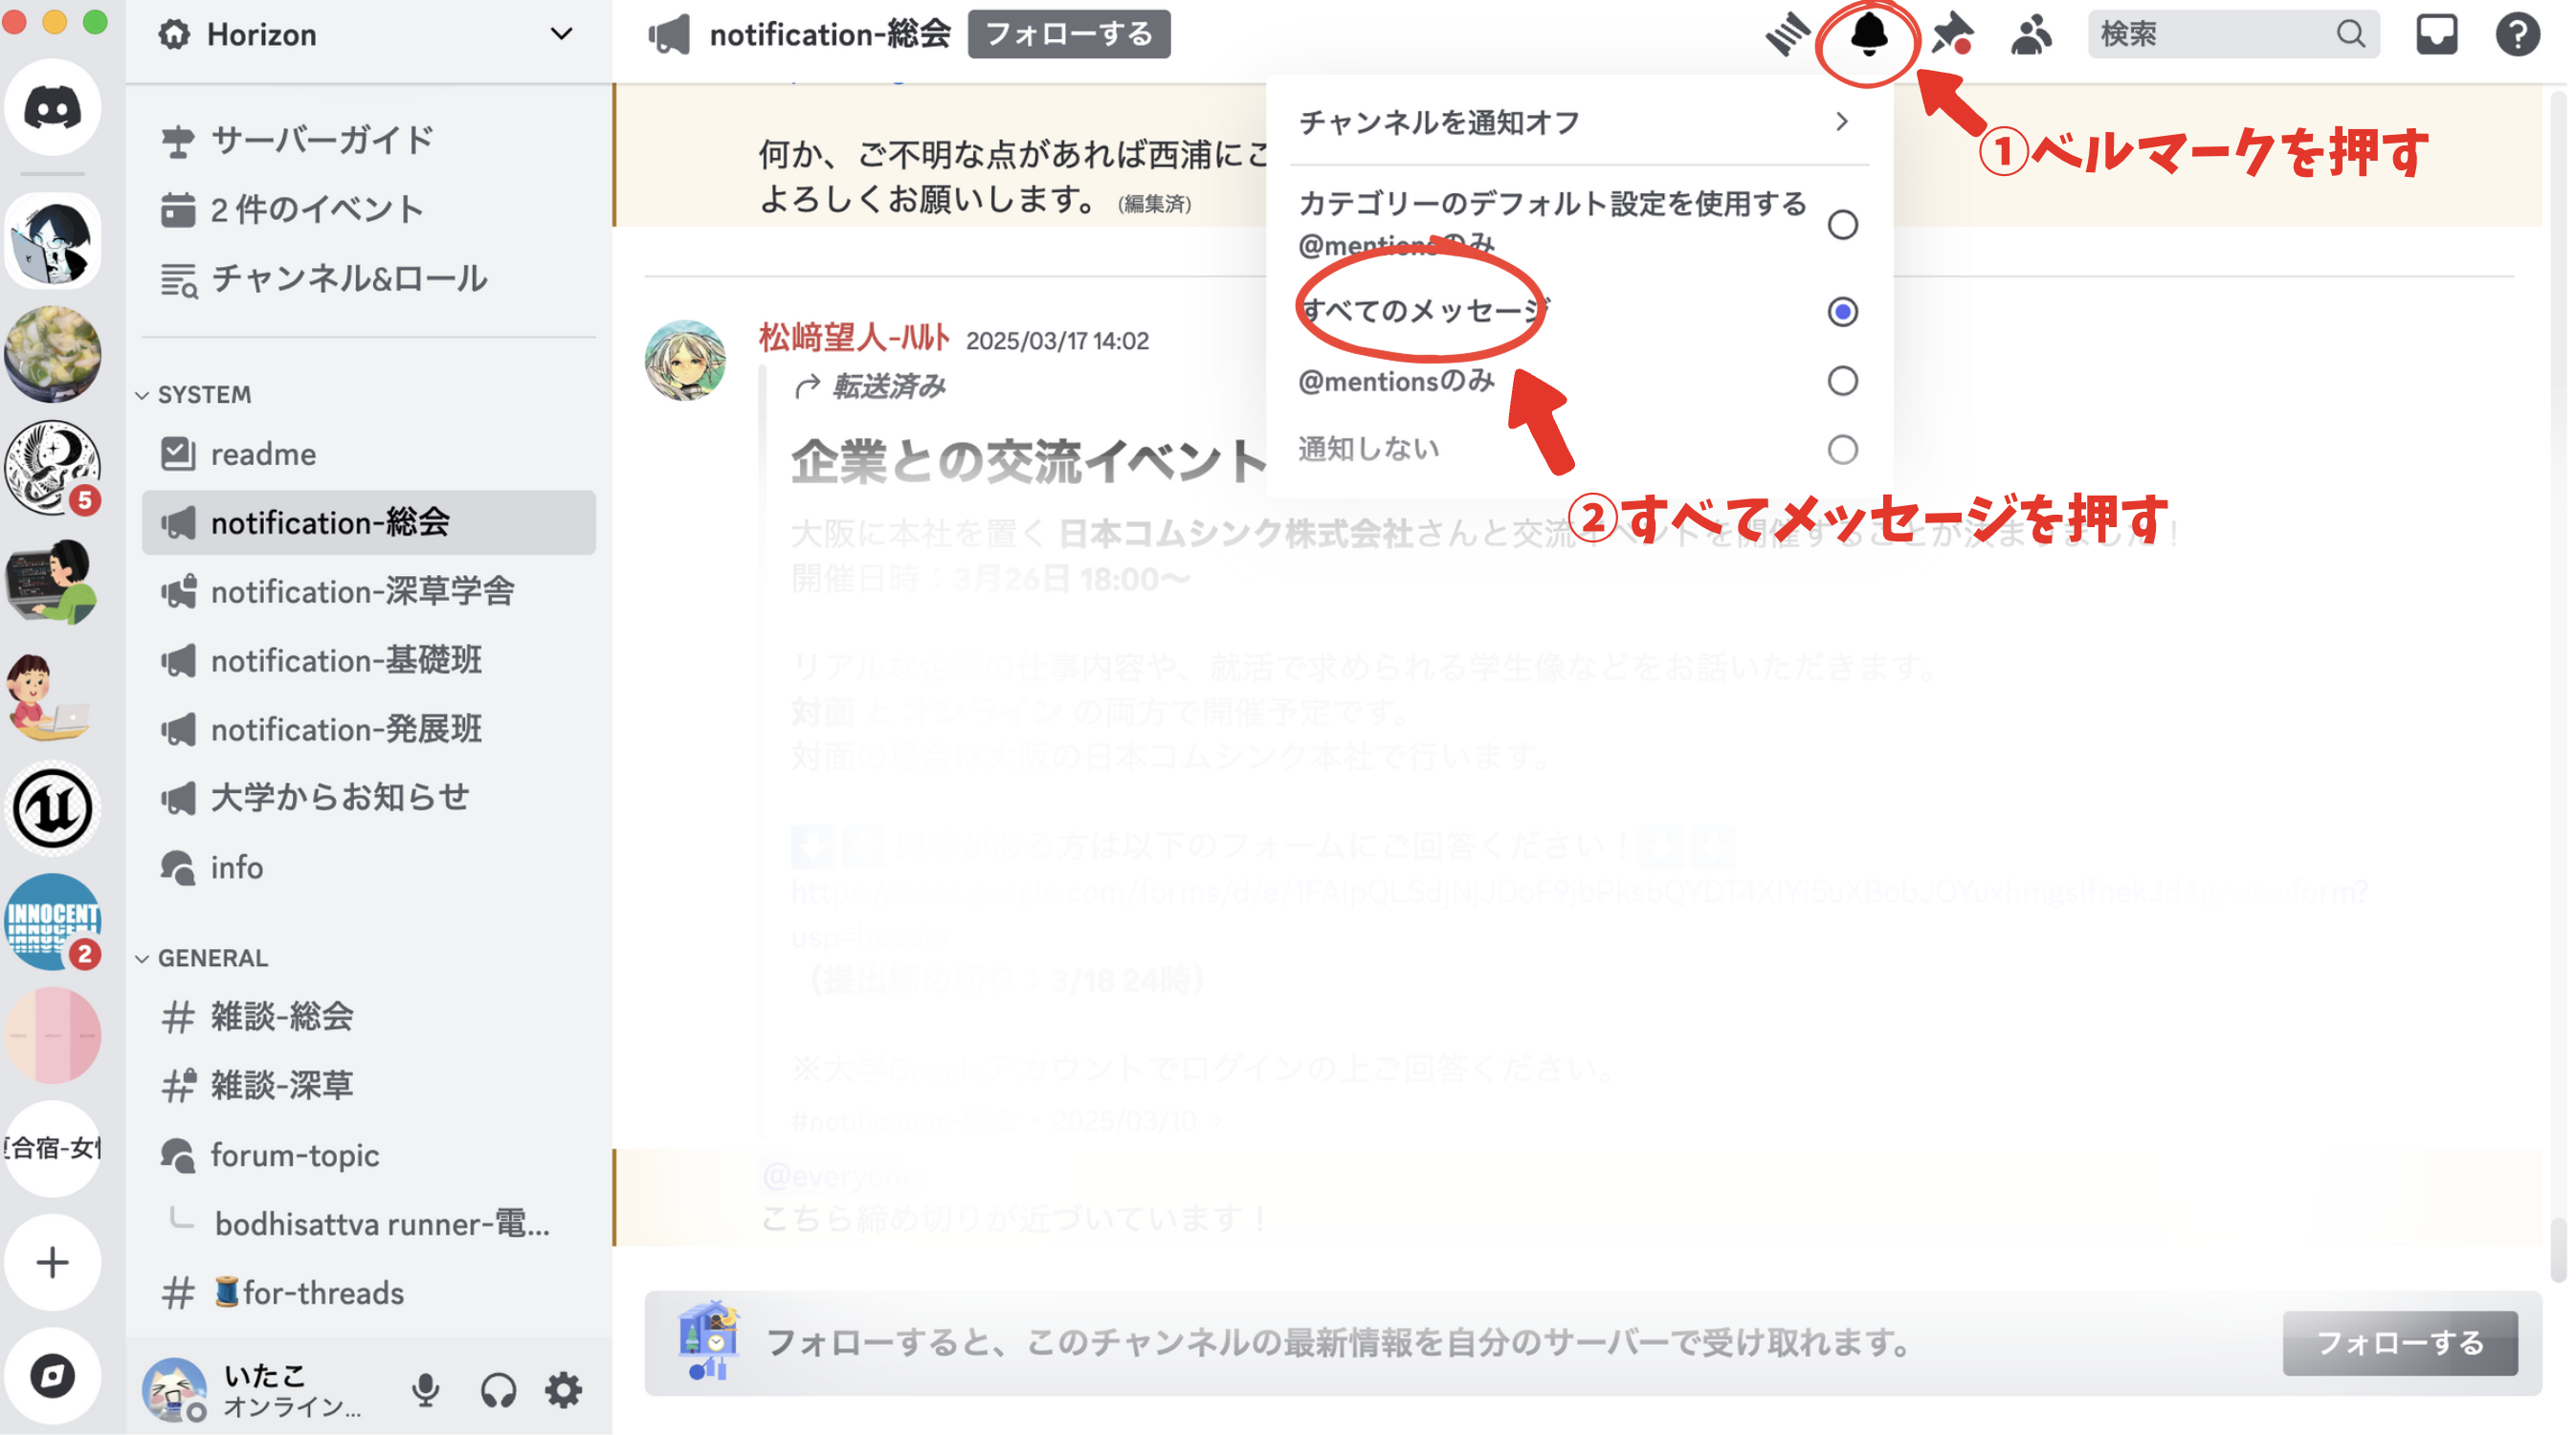 Horizon
サーバーガイド
2 件のイベント
チャンネル&ロール
SYSTEM
readme
notification-総会
notification-深草学舎
notification-基礎班
notification-発展班
大学からお知らせ
info
GENERAL
雑談-総会
雑談-深草
forum-topic
bodhisattva runner-電...
for-threads
いたこ
オンライン...
5
INNOCENT
2
合宿-女
notification-総会
フォローする
検索
①ベルマークを押す
何か、ご不明な点があれば西浦にご
よろしくお願いします。 (編集済)
チャンネルを通知オフ
カテゴリーのデフォルト設定を使用する
@mentionsのみ
すべてのメッセージ
@mentionsのみ
通知しない
②すべてメッセージを押す
松﨑望人-ﾊﾙﾄ 2025/03/17 14:02
転送済み
企業との交流イベント
大阪に本社を置く 日本コムシンク株式会社さんと交流イベントを開催することが決まりました！
開催日時：3月26日 18:00〜
リアルな企業の仕事内容や、就活で求められる学生像などをお話いただきます。
対面 と オンライン の両方で開催予定です。
対面の場合は大阪の日本コムシンク本社で行います。
興味がある方は以下のフォームにご回答ください！
usp=header
（提出締め切り：3/18 24時）
※大学Googleアカウントでログインの上ご回答ください。
#notification-総会 • 2025/03/10
@everyone
こちら締め切りが近づいています！
フォローすると、このチャンネルの最新情報を自分のサーバーで受け取れます。
フォローする